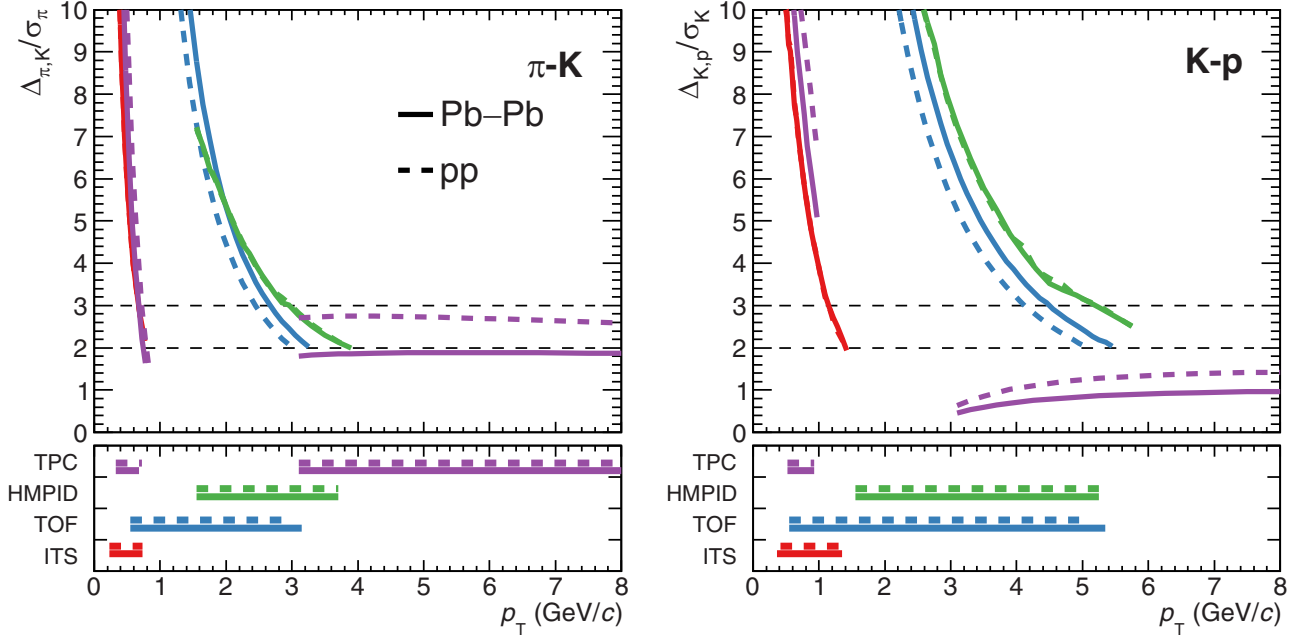 Δπ,K/σπ
10
9
8
7
6
5
4
3
2
1
0
π-K
Pb–Pb
pp
TPC
HMPID
TOF
ITS
0 1 2 3 4 5 6 7 8
pT (GeV/c)
ΔK,p/σK
10
9
8
7
6
5
4
3
2
1
0
K-p
TPC
HMPID
TOF
ITS
0 1 2 3 4 5 6 7 8
pT (GeV/c)